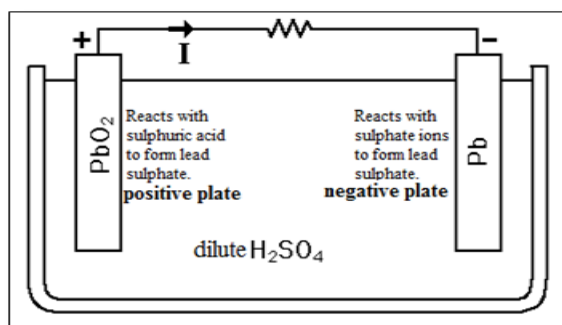 +
I
-
PbO₂
Reacts with
sulphuric acid
to form lead
sulphate.
positive plate
Reacts with
sulphate ions
to form lead
sulphate.
negative plate
Pb
dilute H₂SO₄